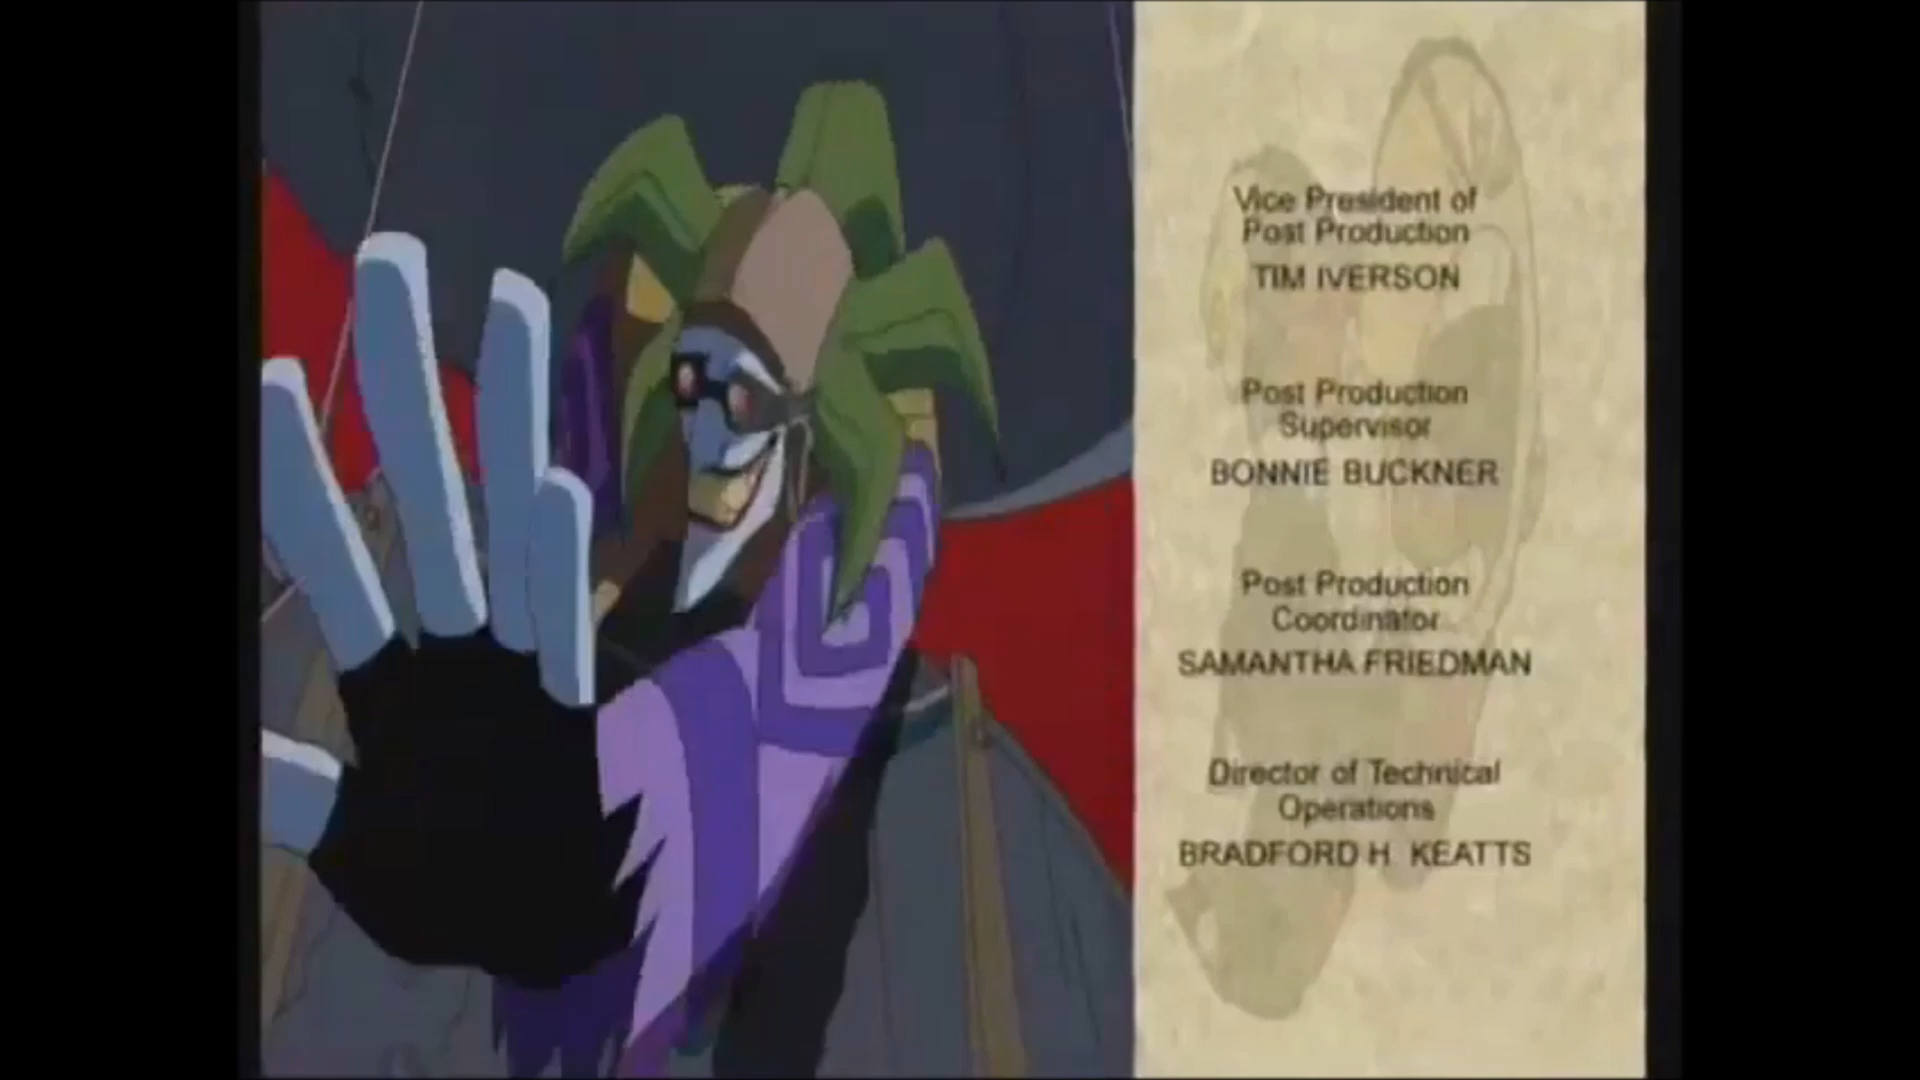 Vice President of
Post Production
TIM IVERSON
Post Production
Supervisor
BONNIE BUCKNER
Post Production
Coordinator
SAMANTHA FRIEDMAN
Director of Technical
Operations
BRADFORD H. KEATTS